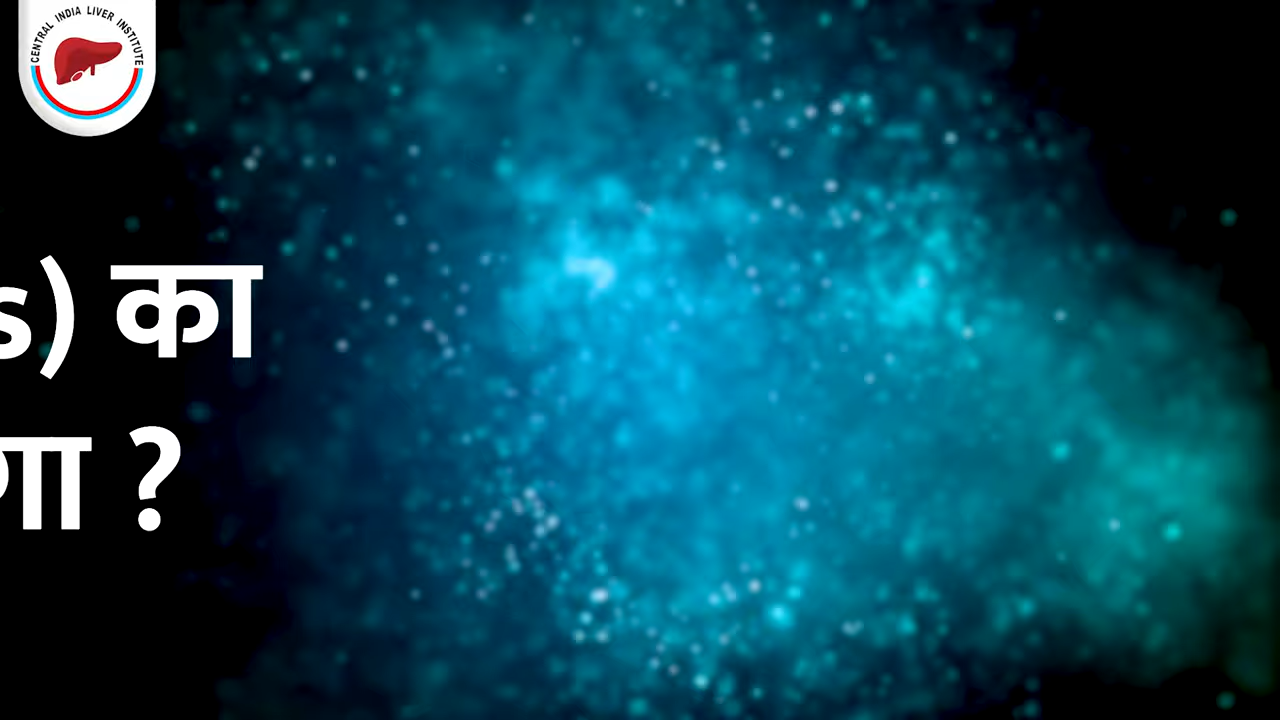 CENTRAL INDIA LIVER INSTITUTE
s) का
?